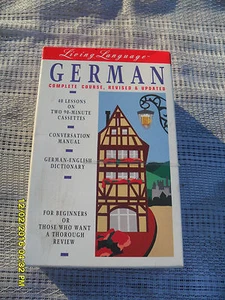 Living Language
GERMAN
COMPLETE COURSE, REVISED & UPDATED
40 LESSONS ON
TWO 90-MINUTE
CASSETTES
CONVERSATION
MANUAL
GERMAN-ENGLISH
DICTIONARY
FOR BEGINNERS OR
THOSE WHO WANT
A THOROUGH
REVIEW